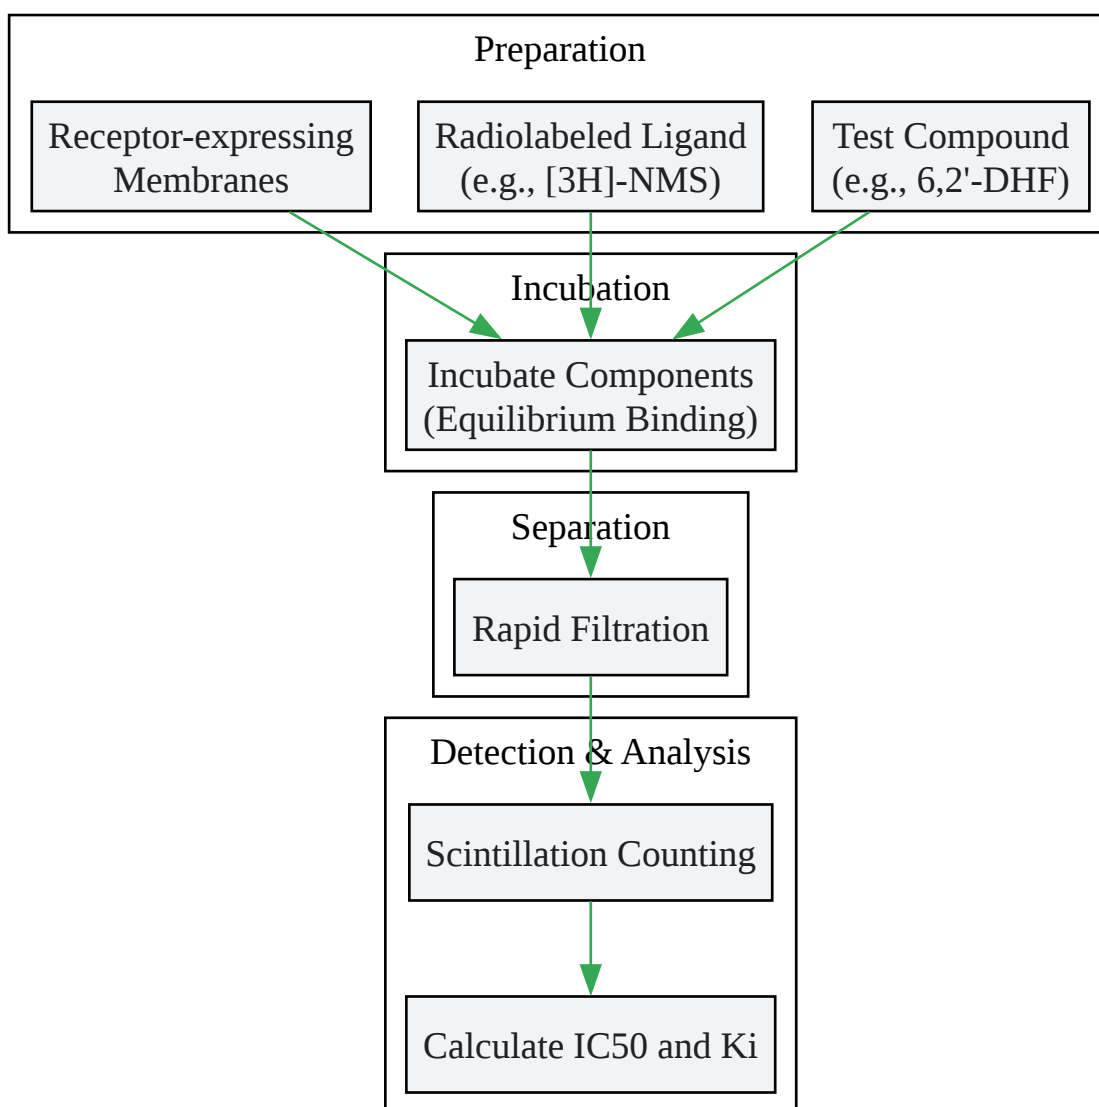 Preparation
Receptor-expressing
Membranes
Radiolabeled Ligand
(e.g., [3H]-NMS)
Test Compound
(e.g., 6,2'-DHF)
Incubation
Incubate Components
(Equilibrium Binding)
Separation
Rapid Filtration
Detection & Analysis
Scintillation Counting
Calculate IC50 and Ki